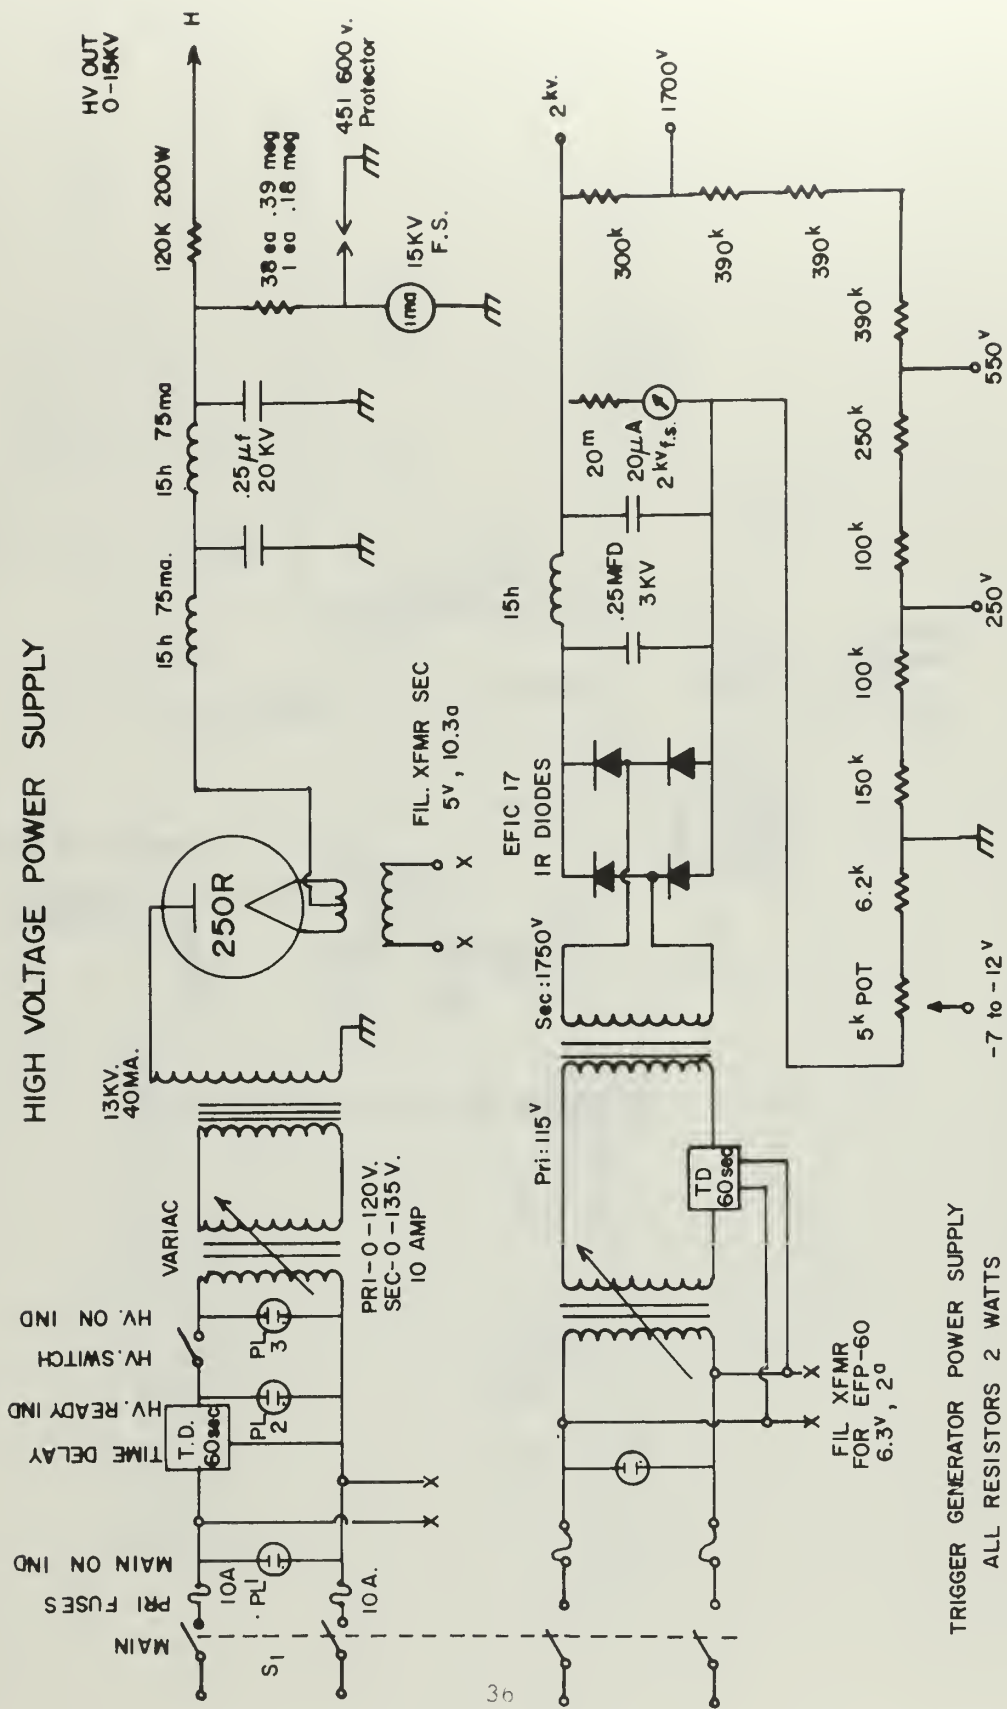 HIGH VOLTAGE POWER SUPPLY
MAIN
PRI FUSES
MAIN ON IND
TIME DELAY
HV. READY IND
HV. SWITCH
HV. ON IND
S1
10A
10A.
PL1
T.D.
60sec
PL
2
PL
3
VARIAC
PRI-0-120V.
SEC-0-135V.
10 AMP
13KV.
40MA.
250R
FIL. XFMR SEC
5V, 10.3a
X X
X X
15h 75ma.
15h 75ma
.25μf
20KV
120K 200W
38 ea .39 meg
1 ea .18 meg
HV OUT
0-15KV
H
451 600 v.
Protector
1ma
15KV
F.S.
FIL XFMR
FOR EFP-60
6.3V, 2a
X X
Pri:115V
TD
60sec
Sec:1750V
EFIC 17
IR DIODES
15h
.25MFD
3KV
20m
20μA
2kv f.s.
2kv.
1700V
300k
390k
390k
5k POT
6.2k
150k
100k
100k
250k
390k
-7 to -12V
250V
550V
TRIGGER GENERATOR POWER SUPPLY
ALL RESISTORS 2 WATTS
36